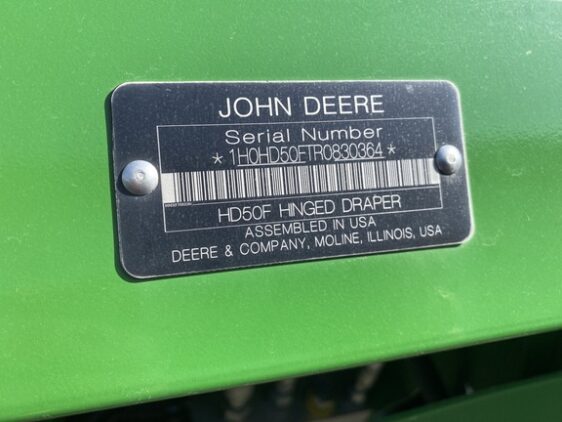 JOHN DEERE
Serial Number
*1H0HD50FTR0830364*
HD50F HINGED DRAPER
ASSEMBLED IN USA
DEERE & COMPANY, MOLINE, ILLINOIS, USA